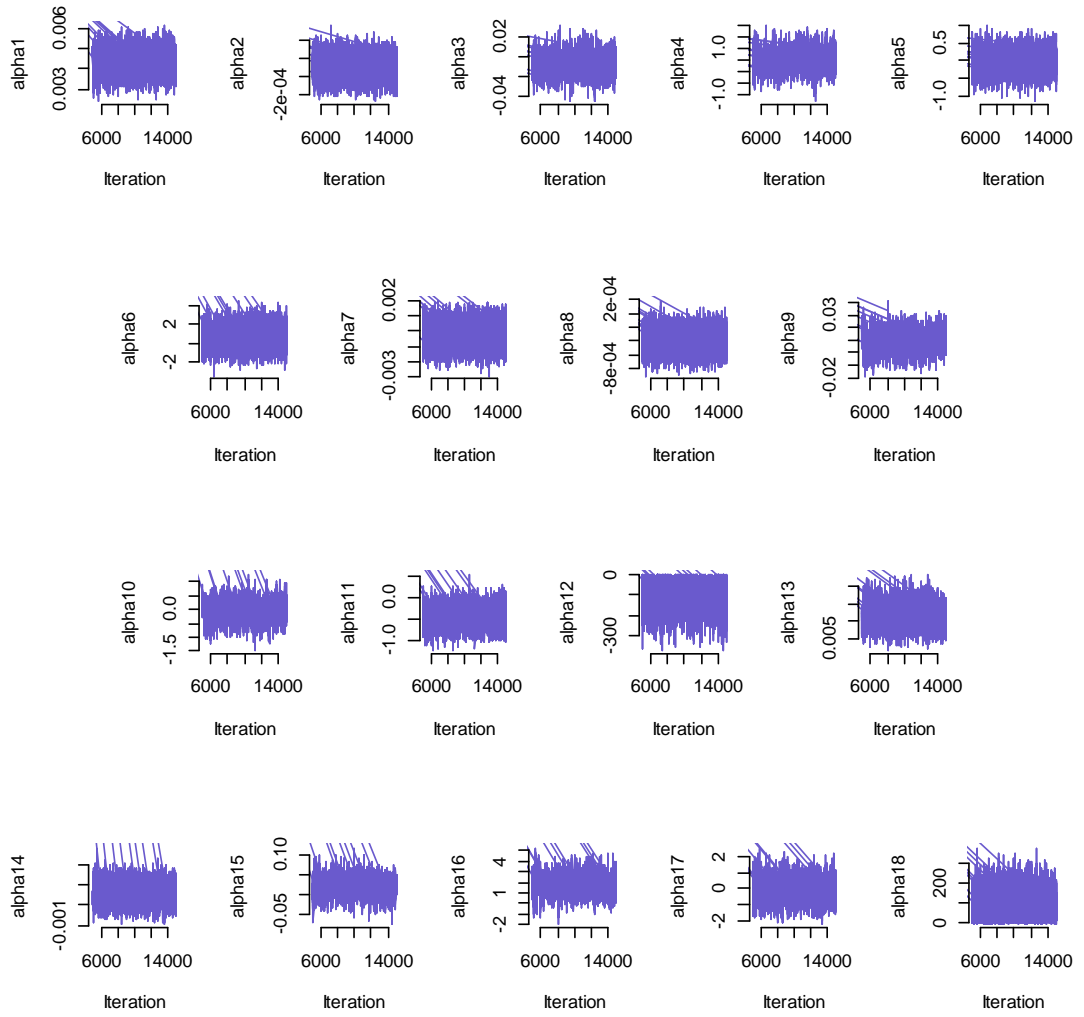 alpha1
0.003 0.006
6000 14000
Iteration
alpha2
-2e-04
6000 14000
Iteration
alpha3
-0.04 0.02
6000 14000
Iteration
alpha4
-1.0 1.0
6000 14000
Iteration
alpha5
-1.0 0.5
6000 14000
Iteration
alpha6
-2 2
6000 14000
Iteration
alpha7
-0.003 0.002
6000 14000
Iteration
alpha8
-8e-04 2e-04
6000 14000
Iteration
alpha9
-0.02 0.03
6000 14000
Iteration
alpha10
-1.5 0.0
6000 14000
Iteration
alpha11
-1.0 0.0
6000 14000
Iteration
alpha12
-300 0
6000 14000
Iteration
alpha13
0.005
6000 14000
Iteration
alpha14
-0.001
6000 14000
Iteration
alpha15
-0.05 0.10
6000 14000
Iteration
alpha16
-2 1 4
6000 14000
Iteration
alpha17
-2 0 2
6000 14000
Iteration
alpha18
0 200
6000 14000
Iteration